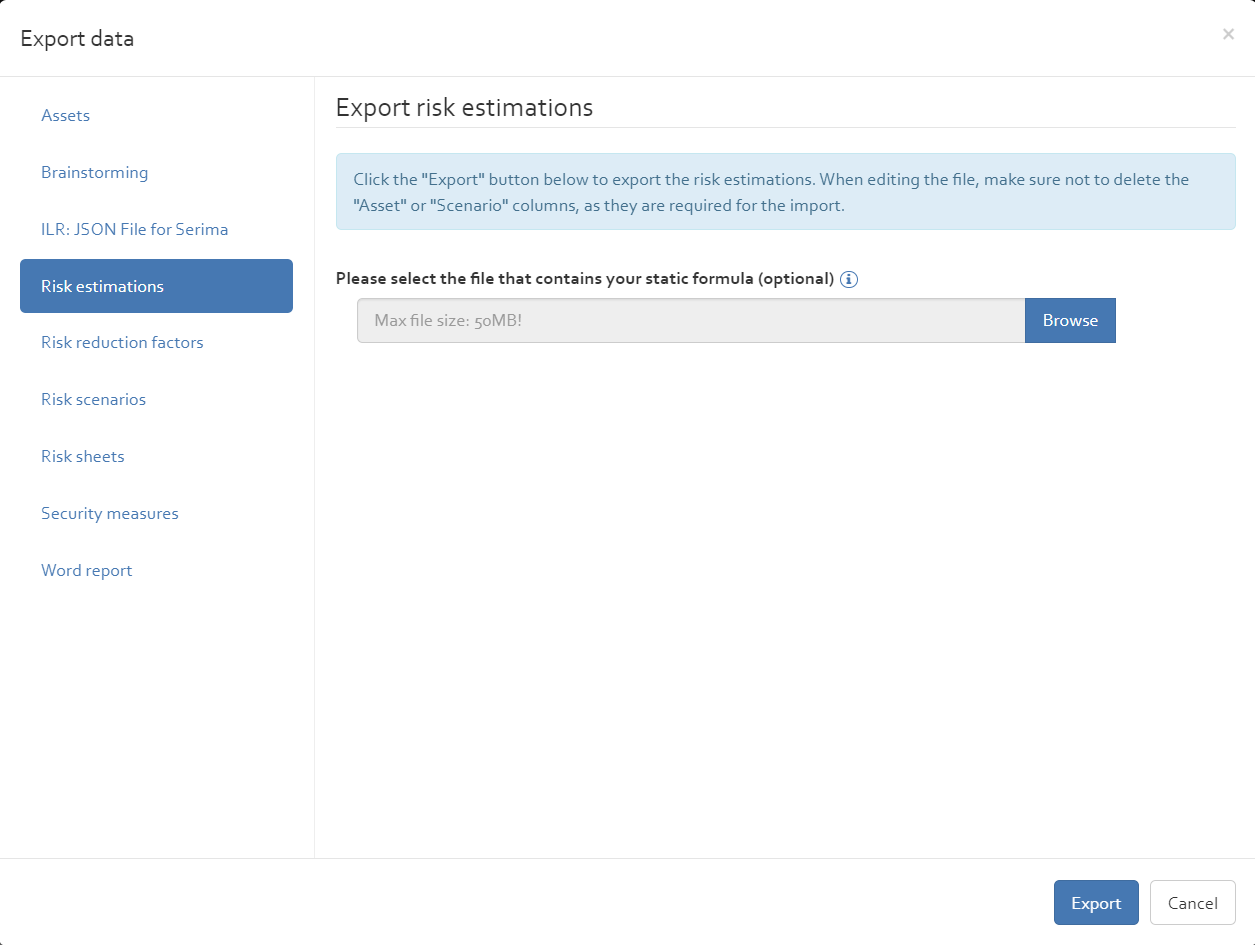 Export data
×
Assets
Brainstorming
ILR: JSON File for Serima
Risk estimations
Risk reduction factors
Risk scenarios
Risk sheets
Security measures
Word report
Export risk estimations
Click the "Export" button below to export the risk estimations. When editing the file, make sure not to delete the
"Asset" or "Scenario" columns, as they are required for the import.
Please select the file that contains your static formula (optional)
Max file size: 50MB!
Browse
Export
Cancel